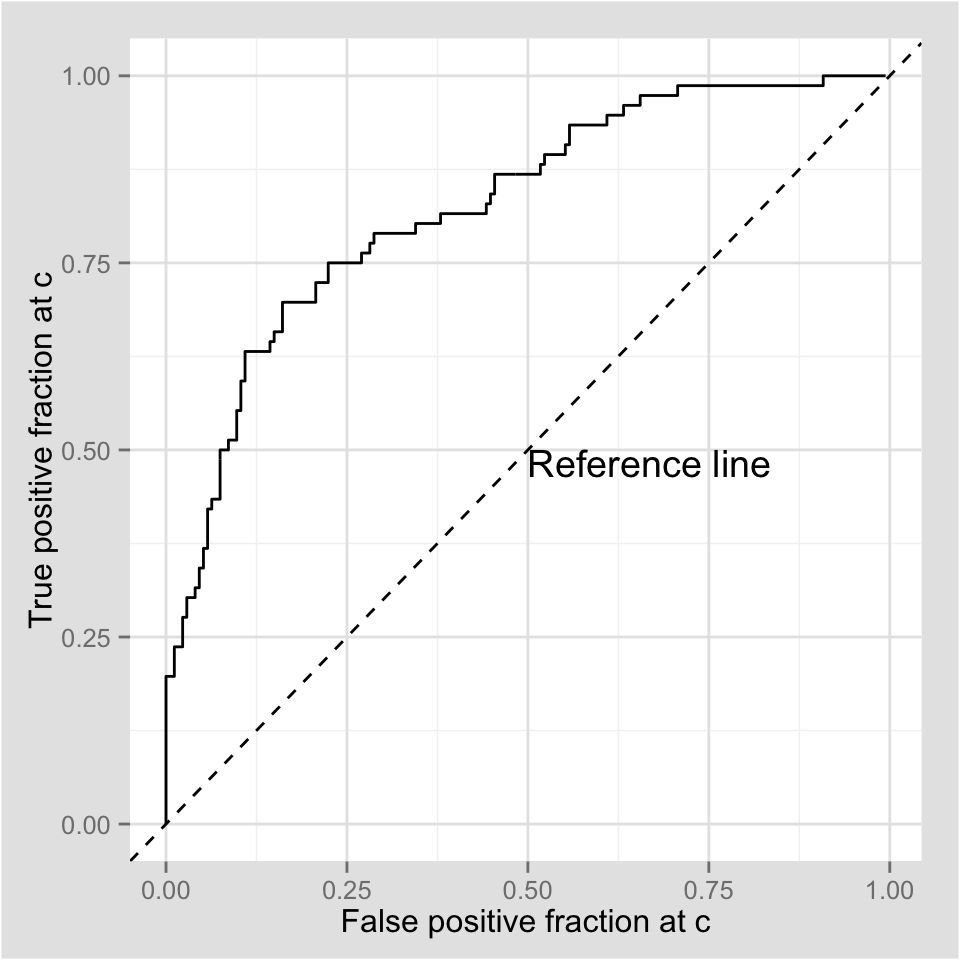 True positive fraction at c
1.00
0.75
0.50
0.25
0.00
Reference line
0.00 0.25 0.50 0.75 1.00
False positive fraction at c